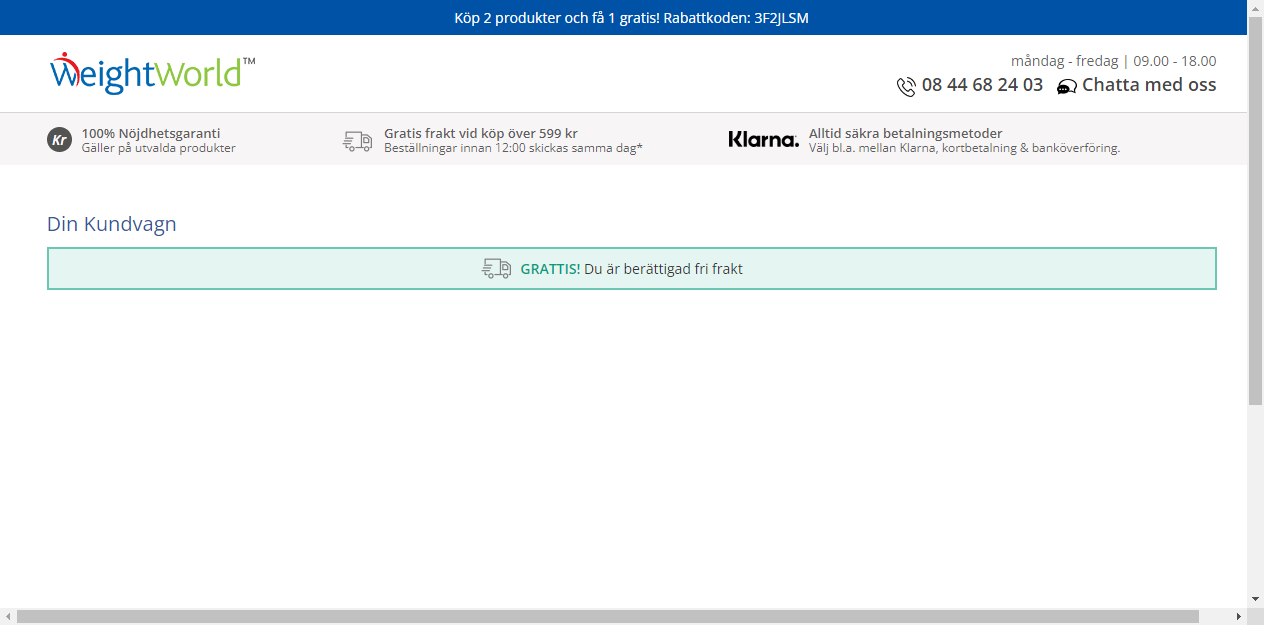 Köp 2 produkter och få 1 gratis! Rabattkoden: 3F2JLSM
WeightWorld™
måndag - fredag | 09.00 - 18.00
08 44 68 24 03 Chatta med oss
Kr
100% Nöjdhetsgaranti
Gäller på utvalda produkter
Gratis frakt vid köp över 599 kr
Beställningar innan 12:00 skickas samma dag*
Klarna.
Alltid säkra betalningsmetoder
Välj bl.a. mellan Klarna, kortbetalning & banköverföring.
Din Kundvagn
GRATTIS! Du är berättigad fri frakt